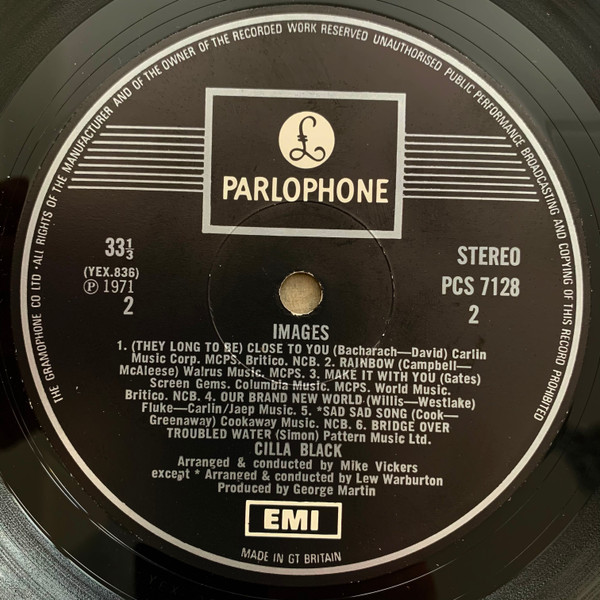 THE GRAMOPHONE CO LTD · ALL RIGHTS OF THE MANUFACTURER AND OF THE OWNER OF THE RECORDED WORK RESERVED UNAUTHORISED PUBLIC PERFORMANCE BROADCASTING AND COPYING OF THIS RECORD PROHIBITED
£
PARLOPHONE
33⅓
(YEX.836)
Ⓟ 1971
2
STEREO
PCS 7128
2
IMAGES
1. (THEY LONG TO BE) CLOSE TO YOU (Bacharach—David) Carlin
Music Corp. MCPS. Britico. NCB. 2. RAINBOW (Campbell—
McAleese) Walrus Music. MCPS. 3. MAKE IT WITH YOU (Gates)
Screen Gems. Columbia Music. MCPS. World Music.
Britico. NCB. 4. OUR BRAND NEW WORLD (Willis—Westlake)
Fluke—Carlin/Jaep Music. 5. *SAD SAD SONG (Cook—
Greenaway) Cookaway Music. NCB. 6. BRIDGE OVER
TROUBLED WATER (Simon) Pattern Music Ltd.
CILLA BLACK
Arranged & conducted by Mike Vickers
except * Arranged & conducted by Lew Warburton
Produced by George Martin
EMI
MADE IN GT BRITAIN